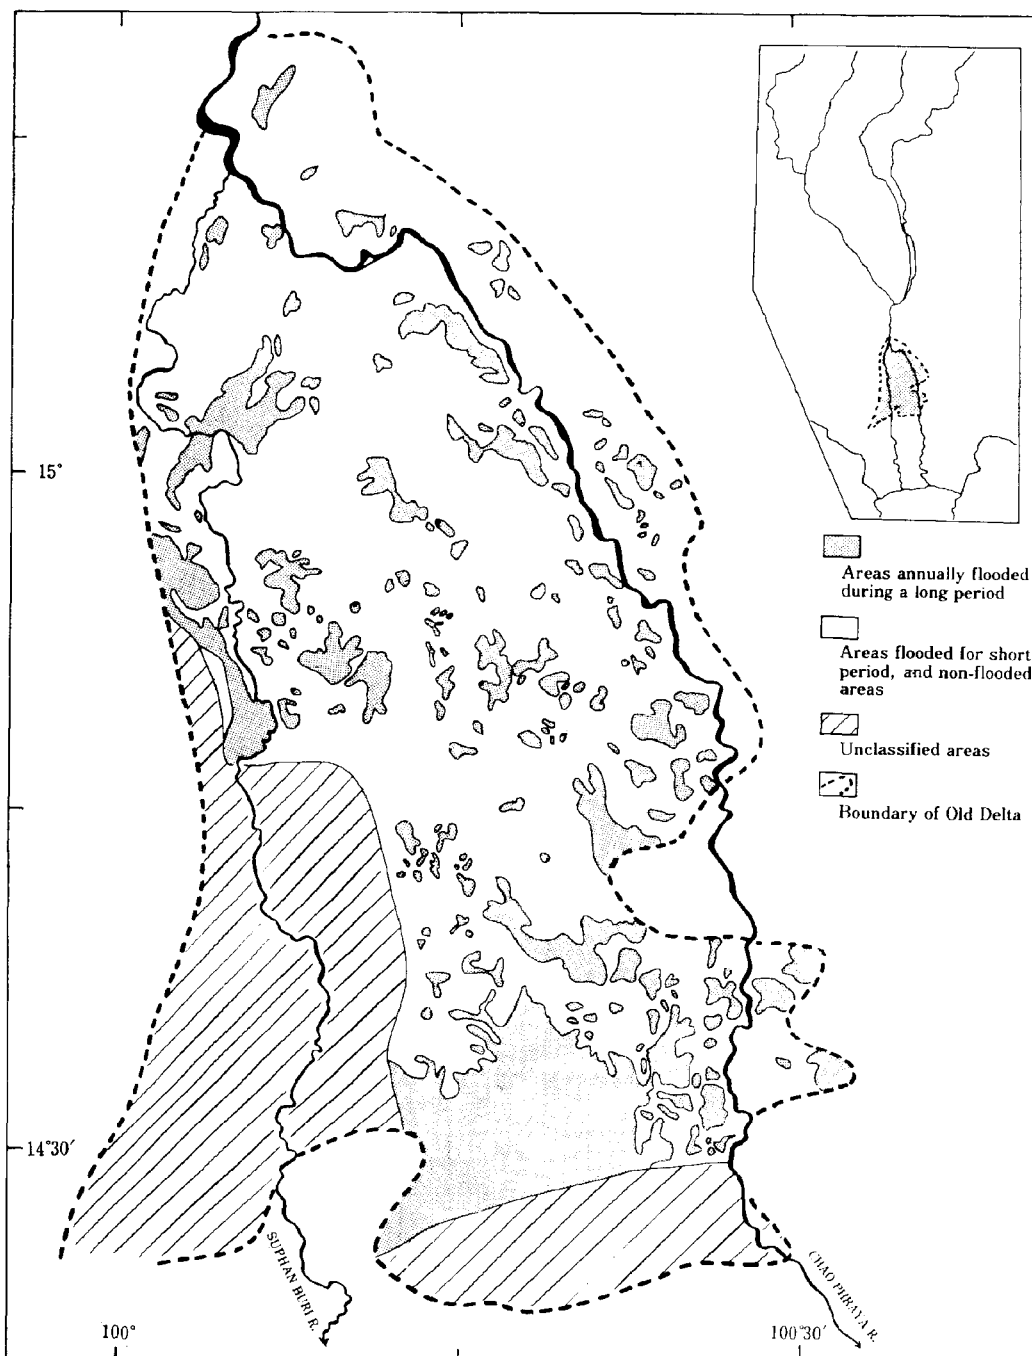 15°
Areas annually flooded
during a long period
Areas flooded for short
period, and non-flooded
areas
Unclassified areas
Boundary of Old Delta
14°30′
SUPHAN BURI R.
CHAO PHRAYA R.
100°
100°30′